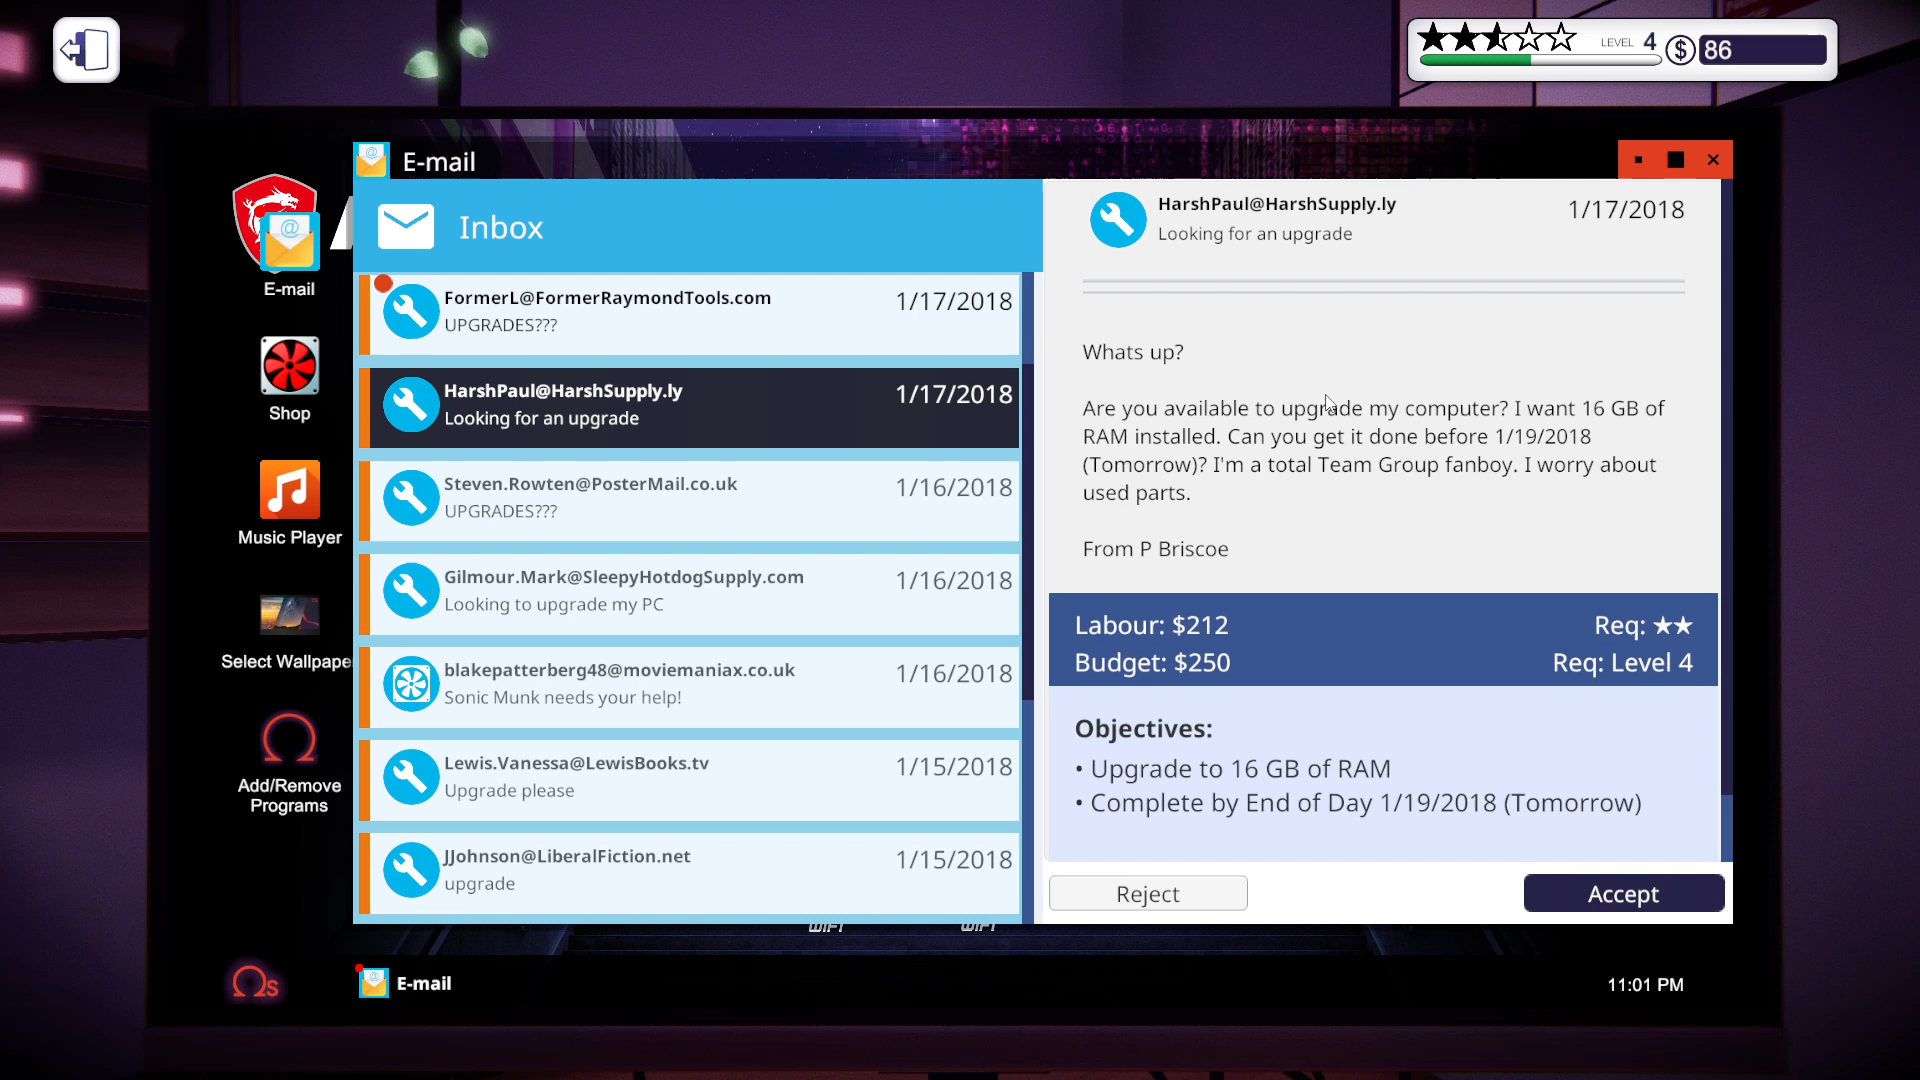 LEVEL 4
$ 86
E-mail
Inbox
FormerL@FormerRaymondTools.com
1/17/2018
UPGRADES???
HarshPaul@HarshSupply.ly
1/17/2018
Looking for an upgrade
Steven.Rowten@PosterMail.co.uk
1/16/2018
UPGRADES???
Gilmour.Mark@SleepyHotdogSupply.com
1/16/2018
Looking to upgrade my PC
blakepatterberg48@moviemaniax.co.uk
1/16/2018
Sonic Munk needs your help!
Lewis.Vanessa@LewisBooks.tv
1/15/2018
Upgrade please
JJohnson@LiberalFiction.net
1/15/2018
upgrade
HarshPaul@HarshSupply.ly
1/17/2018
Looking for an upgrade
Whats up?
Are you available to upgrade my computer? I want 16 GB of
RAM installed. Can you get it done before 1/19/2018
(Tomorrow)? I'm a total Team Group fanboy. I worry about
used parts.
From P Briscoe
Labour: $212
Req: ★★
Budget: $250
Req: Level 4
Objectives:
• Upgrade to 16 GB of RAM
• Complete by End of Day 1/19/2018 (Tomorrow)
Reject
Accept
E-mail
Shop
Music Player
Select Wallpape
Add/Remove
Programs
WIFI
WIFI
Ωs
E-mail
11:01 PM